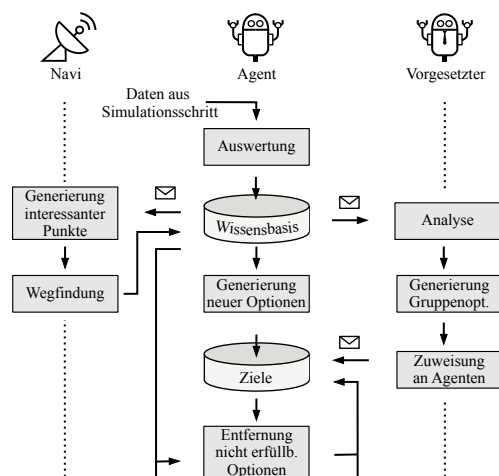 Navi
Agent
Vorgesetzter
Daten aus
Simulationsschritt
Auswertung
Generierung
interessanter
Punkte
Wissensbasis
Analyse
Wegfindung
Generierung
neuer Optionen
Generierung
Gruppenopt.
Ziele
Zuweisung
an Agenten
Entfernung
nicht erfüllb.
Optionen